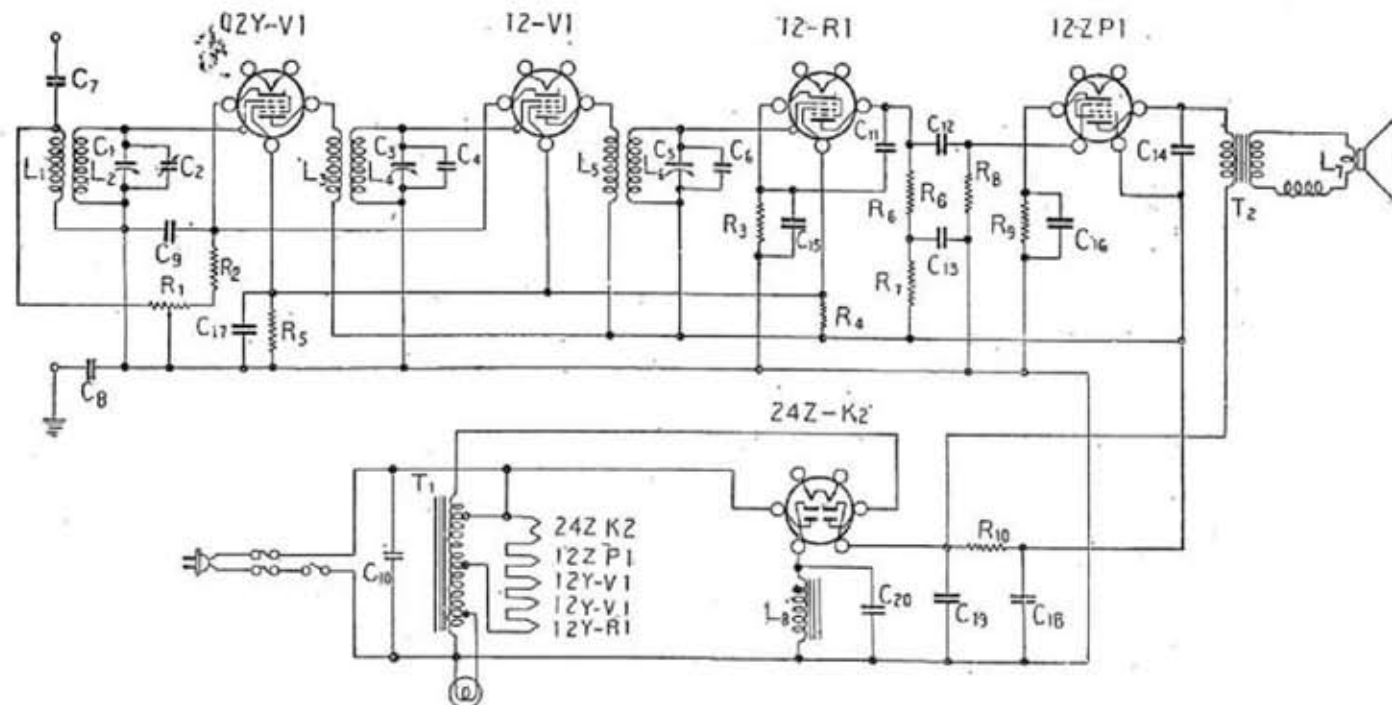 02Y-V1 12-V1 12-R1 12-ZP1
C7
C1 C2 C3 C4 C5 C6 C11 C12 C14
L1 L2 L L4 L5 L6 R3 C15 R6 R6 R8 R9 C16 L7
T2
C9 R2 C13
R1 R7
C17 R5 R4
C8
24Z-K2
T1
24Z K2
12Z P1
12Y-V1
12Y-V1
12Y-R1
R10
C10
L8 C20 C19 C18